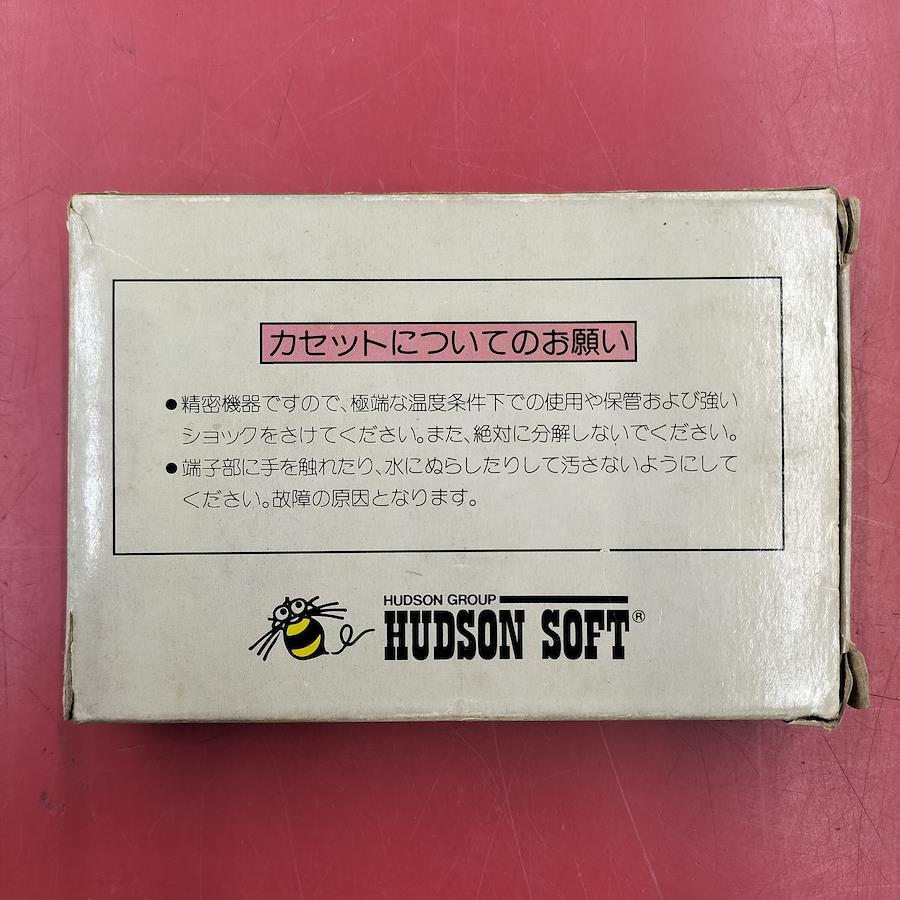 カセットについてのお願い
●精密機器ですので、極端な温度条件下での使用や保管および強い
ショックをさけてください。また、絶対に分解しないでください。
●端子部に手を触れたり、水にぬらしたりして汚さないようにして
ください。故障の原因となります。
HUDSON GROUP
HUDSON SOFT®